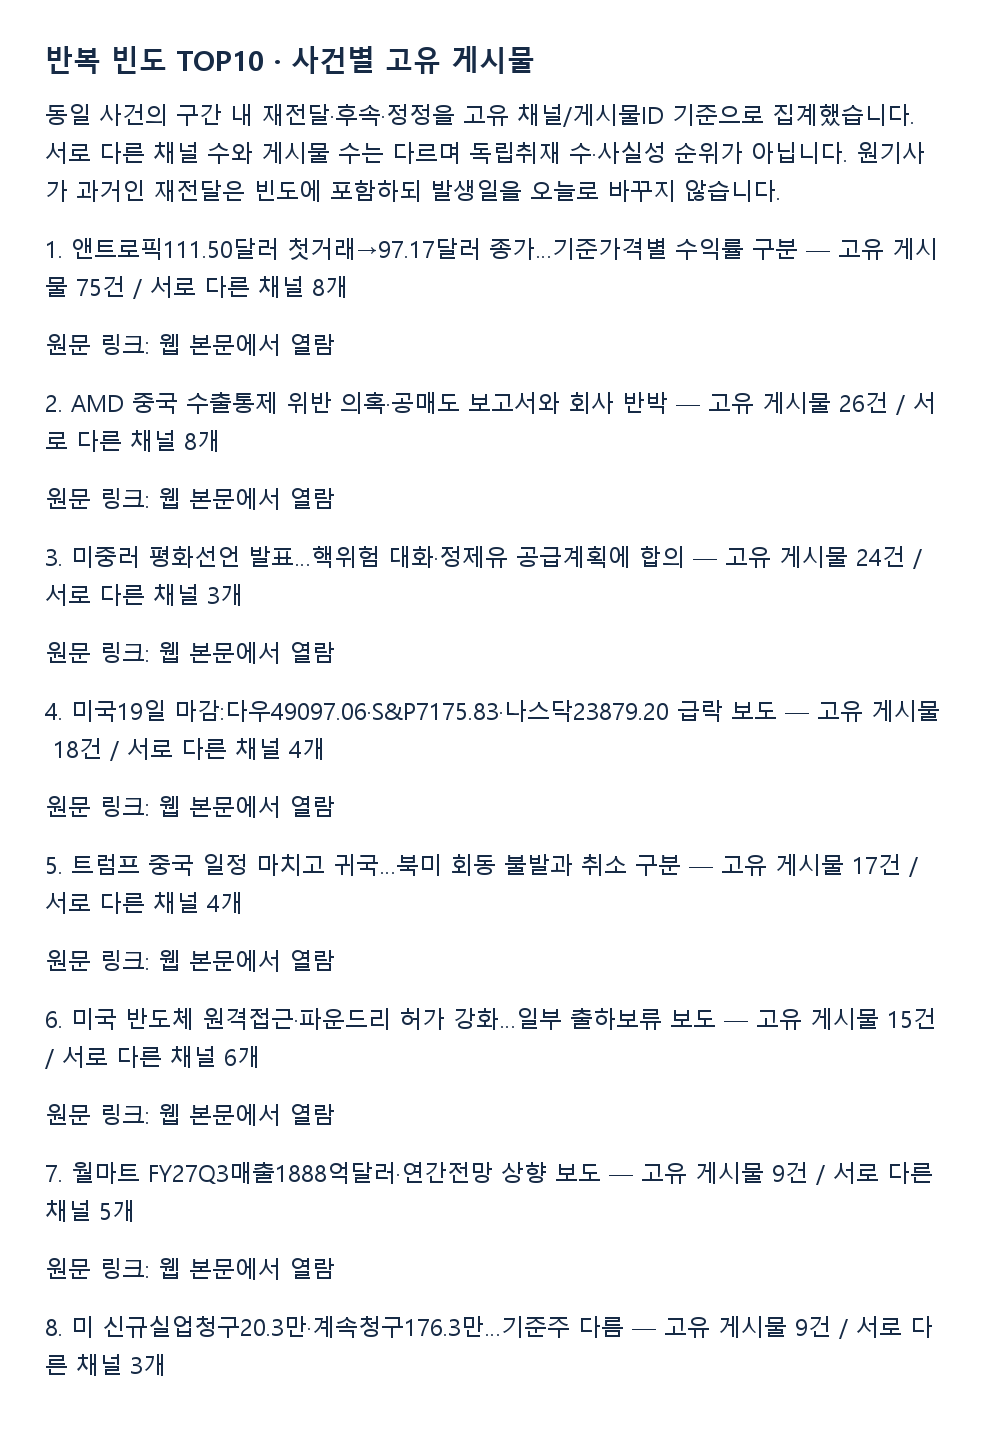 반복 빈도 TOP10 · 사건별 고유 게시물
동일 사건의 구간 내 재전달·후속·정정을 고유 채널/게시물ID 기준으로 집계했습니다.
서로 다른 채널 수와 게시물 수는 다르며 독립취재 수·사실성 순위가 아닙니다. 원기사
가 과거인 재전달은 빈도에 포함하되 발생일을 오늘로 바꾸지 않습니다.
1. 앤트로픽111.50달러 첫거래→97.17달러 종가…기준가격별 수익률 구분 — 고유 게시
물 75건 / 서로 다른 채널 8개
원문 링크: 웹 본문에서 열람
2. AMD 중국 수출통제 위반 의혹·공매도 보고서와 회사 반박 — 고유 게시물 26건 / 서
로 다른 채널 8개
원문 링크: 웹 본문에서 열람
3. 미중러 평화선언 발표…핵위험 대화·정제유 공급계획에 합의 — 고유 게시물 24건 /
서로 다른 채널 3개
원문 링크: 웹 본문에서 열람
4. 미국19일 마감:다우49097.06·S&P7175.83·나스닥23879.20 급락 보도 — 고유 게시물
18건 / 서로 다른 채널 4개
원문 링크: 웹 본문에서 열람
5. 트럼프 중국 일정 마치고 귀국…북미 회동 불발과 취소 구분 — 고유 게시물 17건 /
서로 다른 채널 4개
원문 링크: 웹 본문에서 열람
6. 미국 반도체 원격접근·파운드리 허가 강화…일부 출하보류 보도 — 고유 게시물 15건
/ 서로 다른 채널 6개
원문 링크: 웹 본문에서 열람
7. 월마트 FY27Q3매출1888억달러·연간전망 상향 보도 — 고유 게시물 9건 / 서로 다른
채널 5개
원문 링크: 웹 본문에서 열람
8. 미 신규실업청구20.3만·계속청구176.3만…기준주 다름 — 고유 게시물 9건 / 서로 다
른 채널 3개